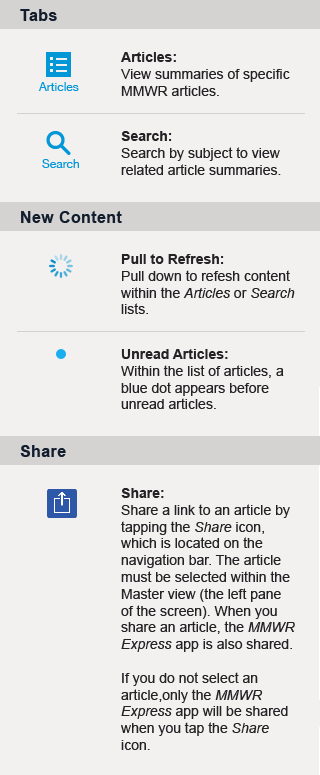 Tabs
Articles
Articles:
View summaries of specific
MMWR articles.
Search
Search:
Search by subject to view
related article summaries.
New Content
Pull to Refresh:
Pull down to refesh content
within the Articles or Search
lists.
Unread Articles:
Within the list of articles, a
blue dot appears before
unread articles.
Share
Share:
Share a link to an article by
tapping the Share icon,
which is located on the
navigation bar. The article
must be selected within the
Master view (the left pane
of the screen). When you
share an article, the MMWR
Express app is also shared.
If you do not select an
article,only the MMWR
Express app will be shared
when you tap the Share
icon.